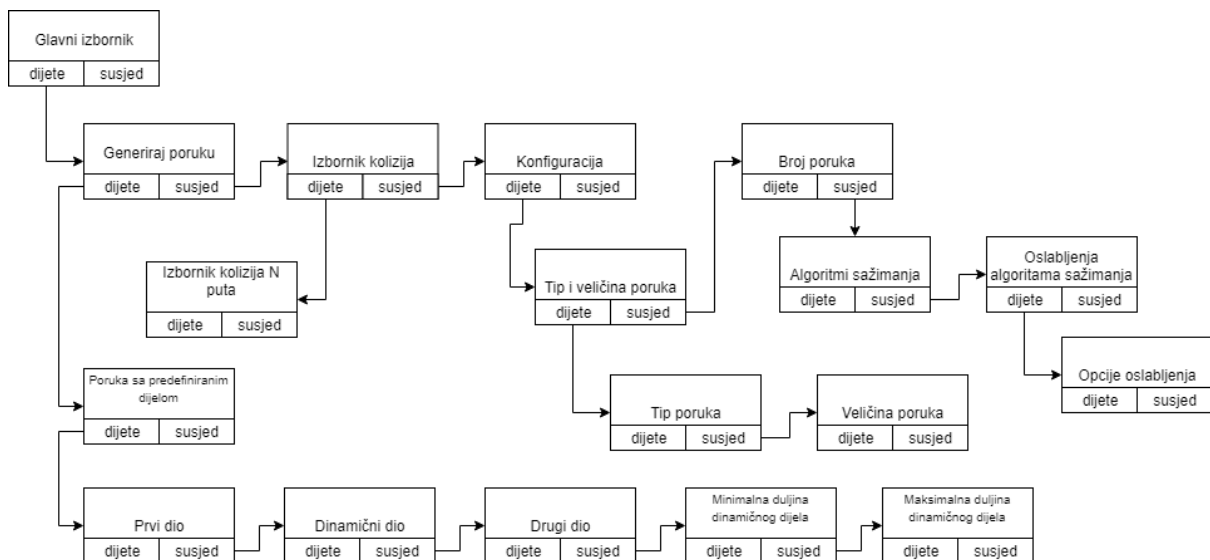 Glavni izbornik
dijete susjed
Generiraj poruku
dijete susjed
Izbornik kolizija
dijete susjed
Konfiguracija
dijete susjed
Broj poruka
dijete susjed
Izbornik kolizija N
puta
dijete susjed
Tip i veličina poruka
dijete susjed
Algoritmi sažimanja
dijete susjed
Oslabljenja
algoritama sažimanja
dijete susjed
Opcije oslabljenja
dijete susjed
Poruka sa predefiniranim
dijelom
dijete susjed
Tip poruka
dijete susjed
Veličina poruka
dijete susjed
Prvi dio
dijete susjed
Dinamični dio
dijete susjed
Drugi dio
dijete susjed
Minimalna duljina
dinamičnog dijela
dijete susjed
Maksimalna duljina
dinamičnog dijela
dijete susjed